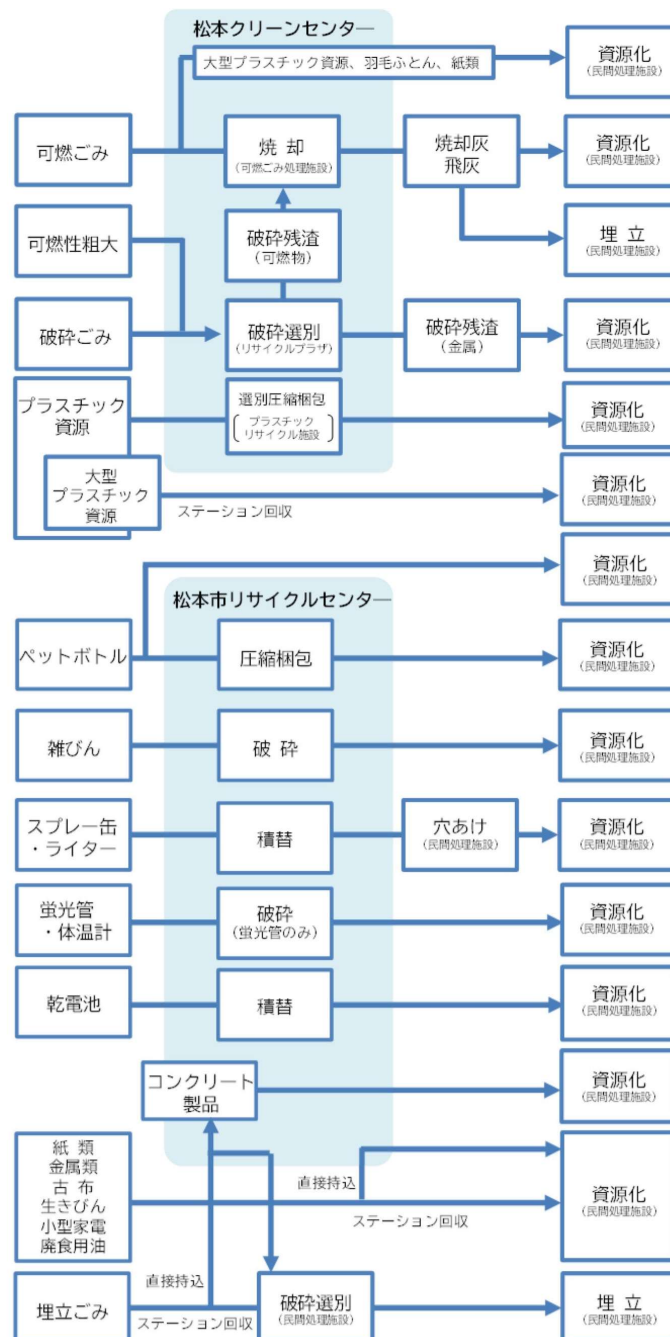 松本クリーンセンター
大型プラスチック資源、羽毛ふとん、紙類
資源化
(民間処理施設)
可燃ごみ
焼 却
(可燃ごみ処理施設)
焼却灰
飛灰
資源化
(民間処理施設)
可燃性粗大
破砕残渣
(可燃物)
埋 立
(民間処理施設)
破砕ごみ
破砕選別
(リサイクルプラザ)
破砕残渣
(金属)
資源化
(民間処理施設)
プラスチック
資源
選別圧縮梱包
プラスチック
リサイクル施設
資源化
(民間処理施設)
大型
プラスチック
資源
ステーション回収
資源化
(民間処理施設)
資源化
(民間処理施設)
松本市リサイクルセンター
ペットボトル
圧縮梱包
資源化
(民間処理施設)
雑びん
破 砕
資源化
(民間処理施設)
スプレー缶
・ライター
積替
穴あけ
(民間処理施設)
資源化
(民間処理施設)
蛍光管
・体温計
破砕
(蛍光管のみ)
資源化
(民間処理施設)
乾電池
積替
資源化
(民間処理施設)
コンクリート
製品
資源化
(民間処理施設)
紙 類
金属類
古 布
生きびん
小型家電
廃食用油
直接持込
ステーション回収
資源化
(民間処理施設)
埋立ごみ
直接持込
ステーション回収
破砕選別
(民間処理施設)
埋 立
(民間処理施設)